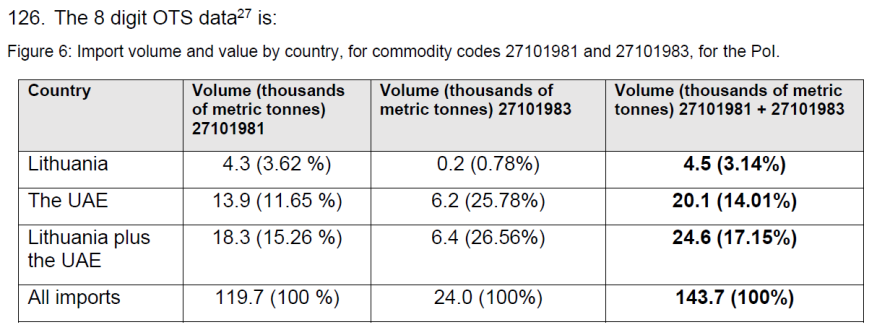 126. The 8 digit OTS data27 is:
Figure 6: Import volume and value by country, for commodity codes 27101981 and 27101983, for the PoI.
Country
Volume (thousands
of metric tonnes)
27101981
Volume (thousands of
metric tonnes) 27101983
Volume (thousands of metric
tonnes) 27101981 + 27101983
Lithuania
4.3 (3.62 %)
0.2 (0.78%)
4.5 (3.14%)
The UAE
13.9 (11.65 %)
6.2 (25.78%)
20.1 (14.01%)
Lithuania plus
the UAE
18.3 (15.26 %)
6.4 (26.56%)
24.6 (17.15%)
All imports
119.7 (100 %)
24.0 (100%)
143.7 (100%)